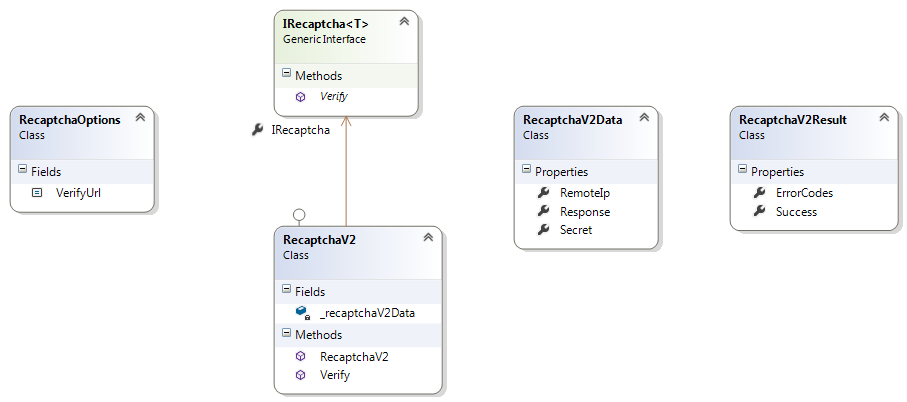 IRecaptcha<T>
Generic Interface
Methods
Verify
IRecaptcha
RecaptchaOptions
Class
Fields
VerifyUrl
RecaptchaV2
Class
Fields
_recaptchaV2Data
Methods
RecaptchaV2
Verify
RecaptchaV2Data
Class
Properties
RemoteIp
Response
Secret
RecaptchaV2Result
Class
Properties
ErrorCodes
Success